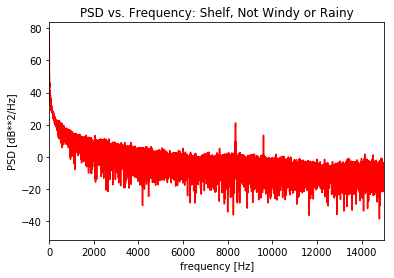 PSD vs. Frequency: Shelf, Not Windy or Rainy
80
60
40
20
0
−20
−40
PSD [dB**2/Hz]
0 2000 4000 6000 8000 10000 12000 14000
frequency [Hz]